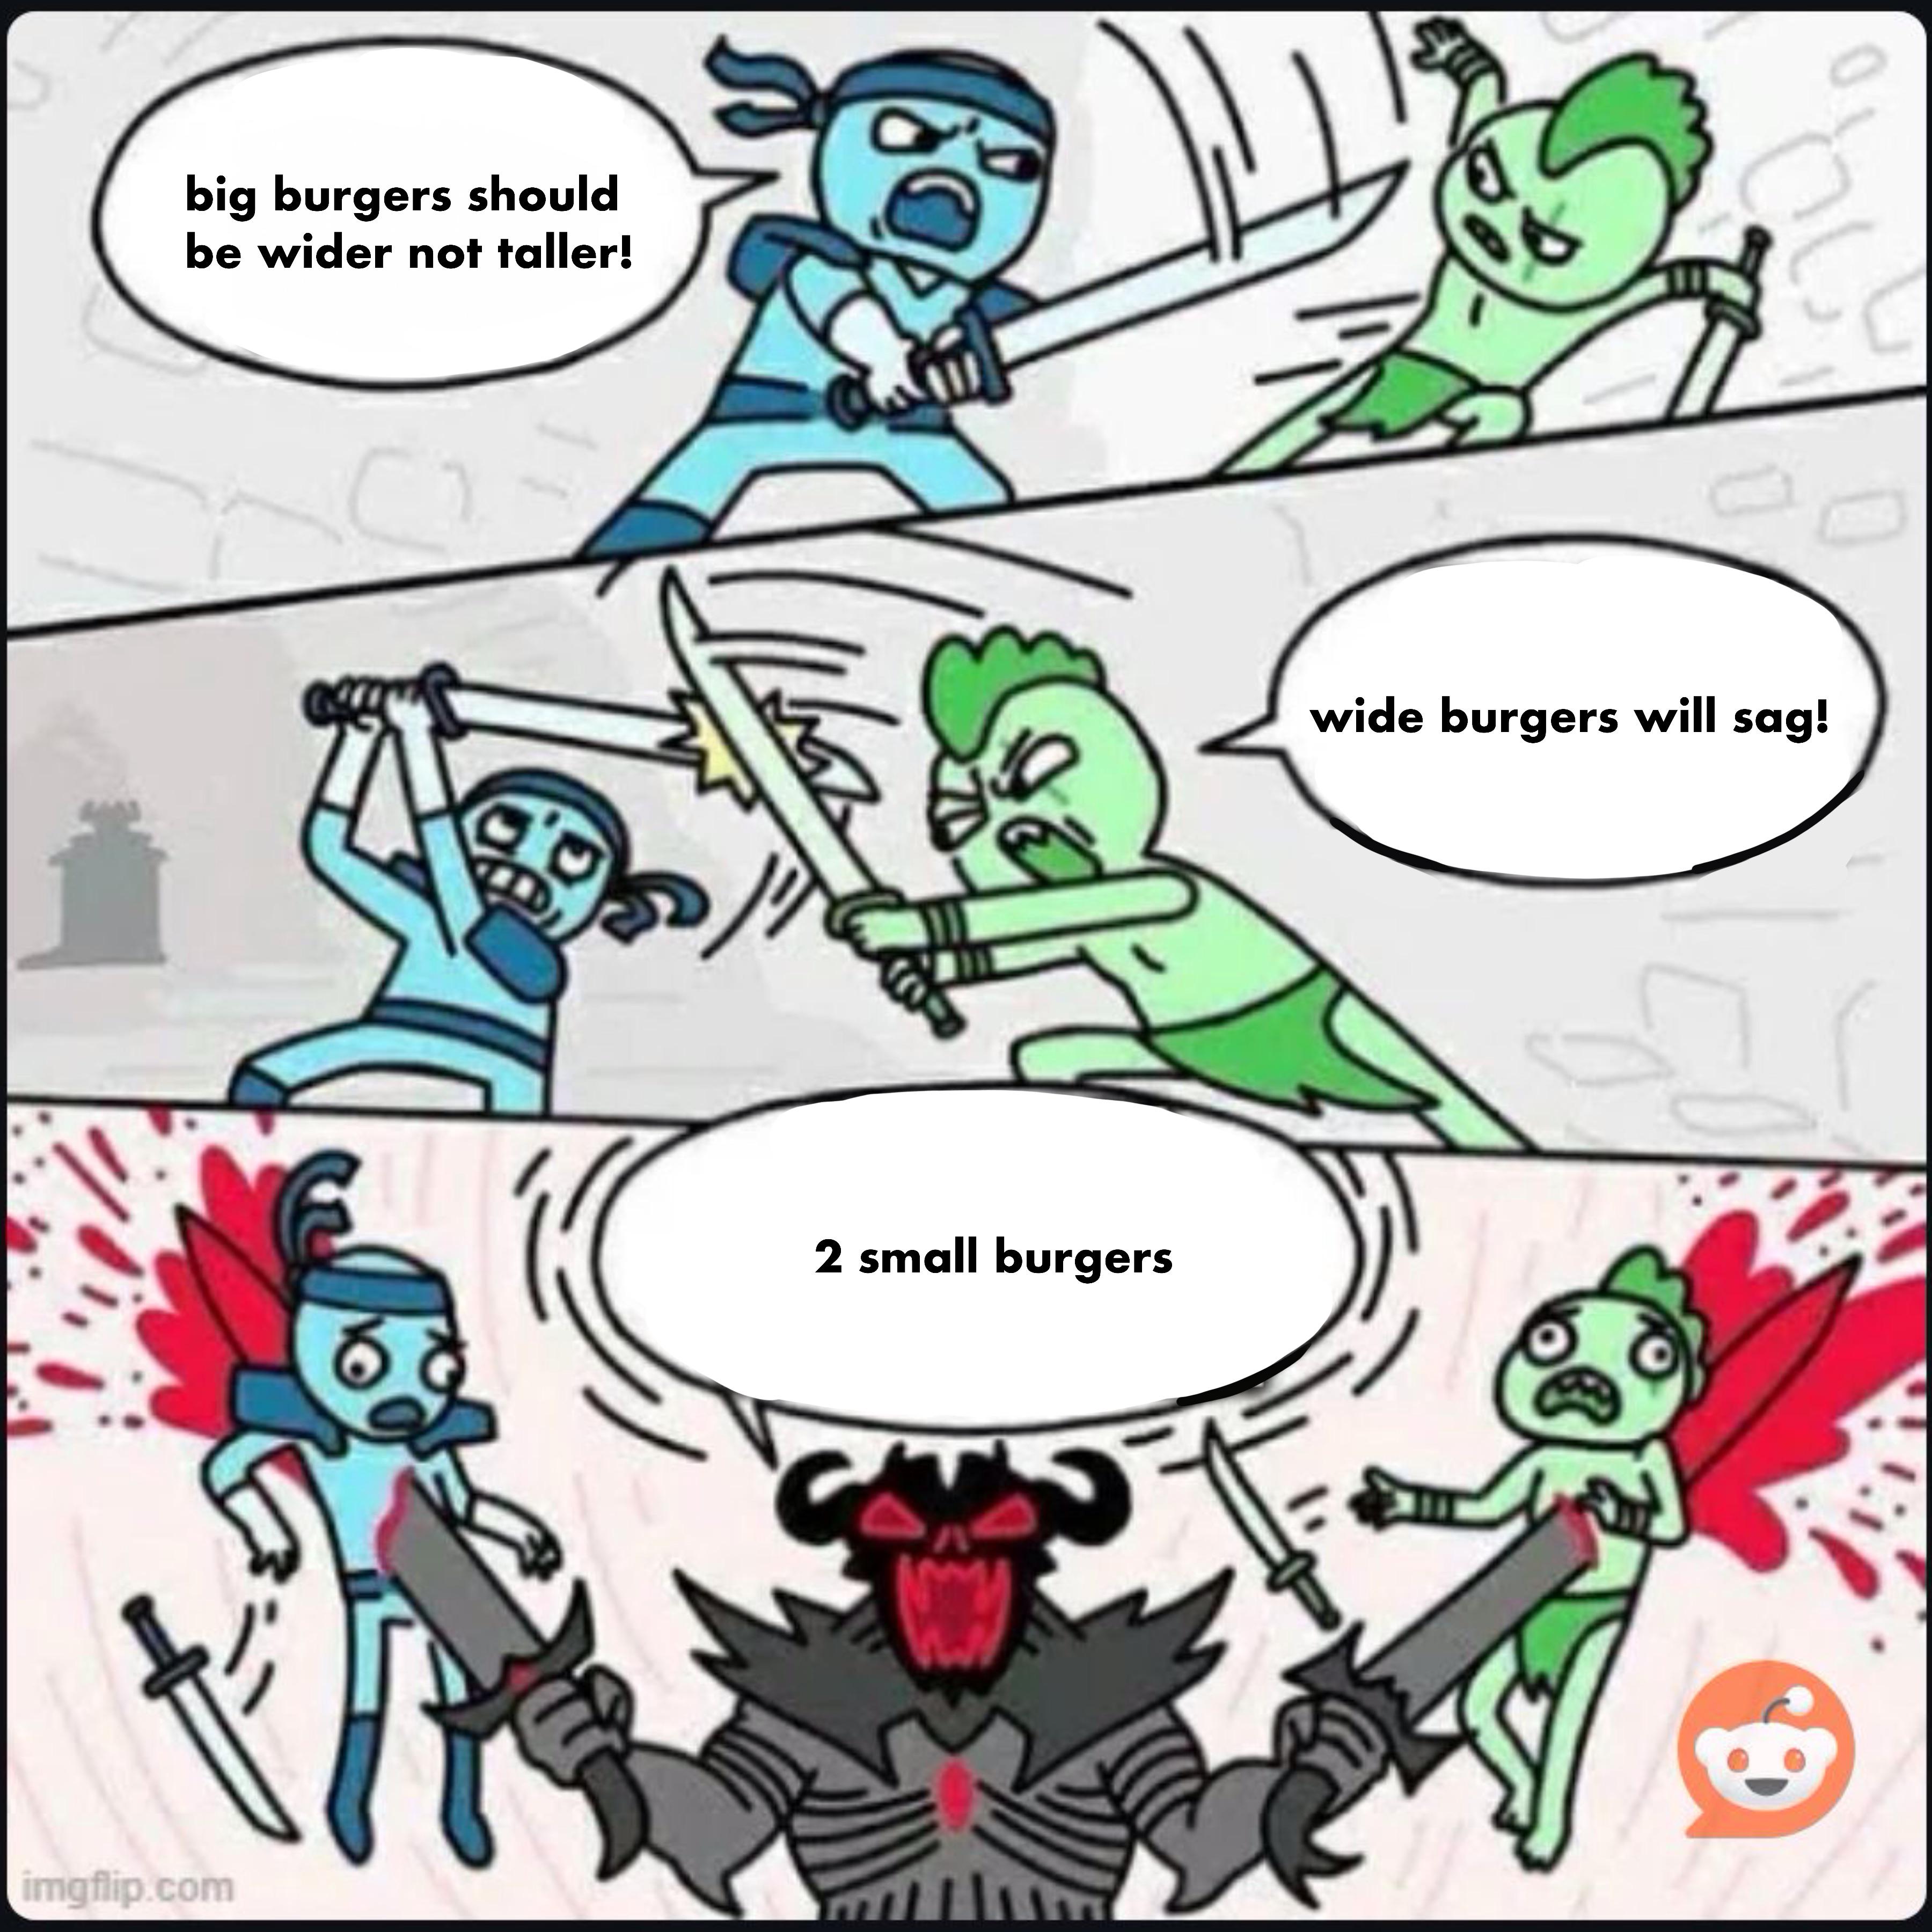 big burgers should
be wider not taller!
wide burgers will sag!
2 small burgers
imgflip.com